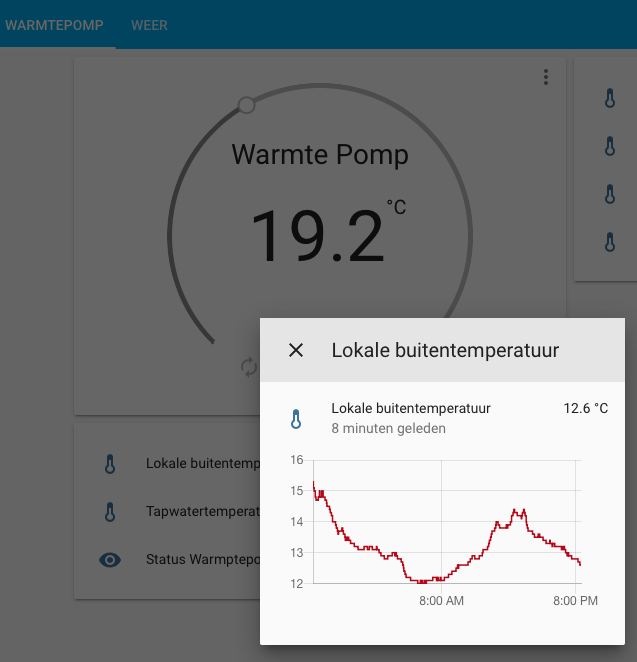 WARMTEPOMP WEER
Warmte Pomp
19.2 °C
Lokale buitentemperatuur
Lokale buitentemperatuur 12.6 °C
8 minuten geleden
16
15
14
13
12
8:00 AM 8:00 PM
Lokale buitentemp
Tapwatertemperat
Status Warmptepo